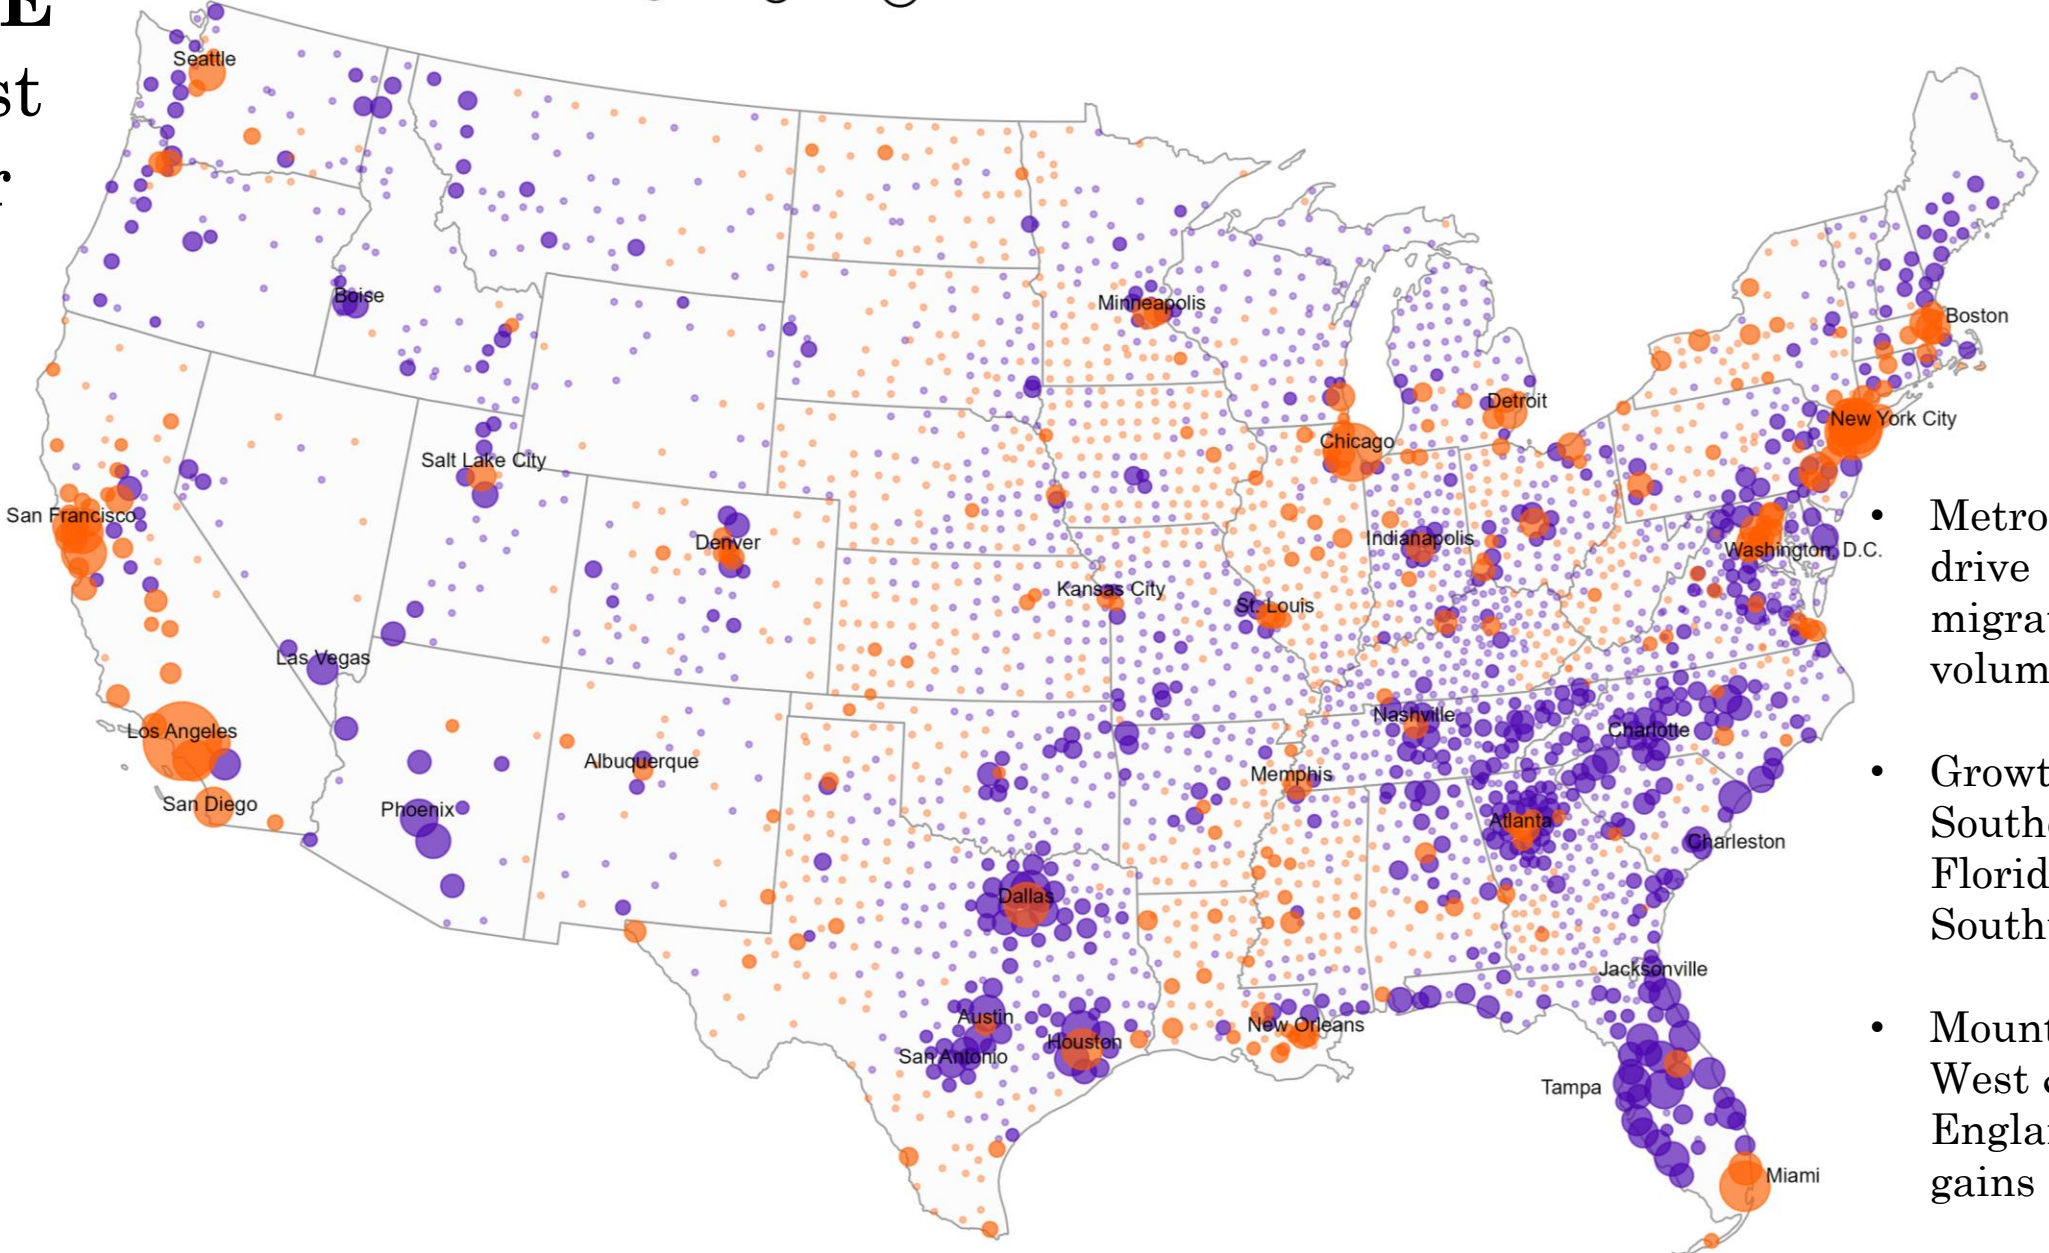 E
st
r
Seattle
Boise
Minneapolis
Boston
Detroit
New York City
Chicago
Salt Lake City
San Francisco
Denver
Indianapolis
Washington, D.C.
Kansas City
St. Louis
Las Vegas
Nashville
Charlotte
Los Angeles
Albuquerque
Memphis
San Diego
Phoenix
Atlanta
Charleston
Dallas
Jacksonville
Austin
New Orleans
Houston
San Antonio
Tampa
Miami
• Metro
drive
migra
volum
• Growt
South
Florid
South
• Mount
West &
Engla
gains